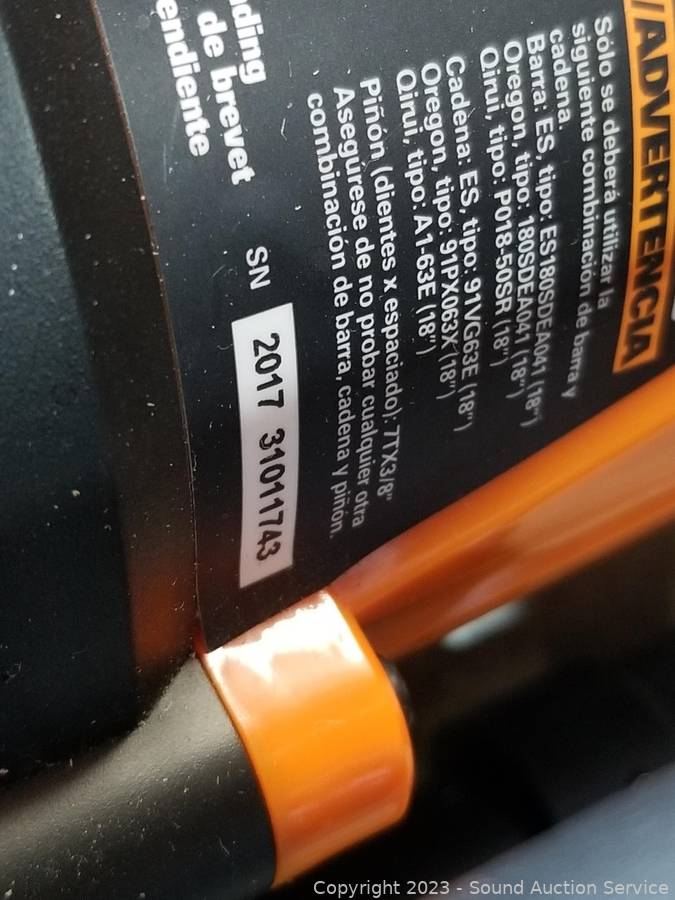 /ADVERTENCIA
Sólo se deberá utilizar la
siguiente combinación de barra y
cadena.
Barra: ES, tipo: ES180SDEA041 (18")
Oregon, tipo: 180SDEA041 (18")
Qirui, tipo: P018-50SR (18")
Cadena: ES, tipo: 91VG63E (18")
Oregon, tipo: 91PX063X (18")
Qirui, tipo: A1-63E (18")
Piñón (dientes x espaciado): 7TX3/8"
Asegúrese de no probar cualquier otra
combinación de barra, cadena y piñón.
nding
de brevet
endiente
SN
2017 31011743
Copyright 2023 - Sound Auction Service